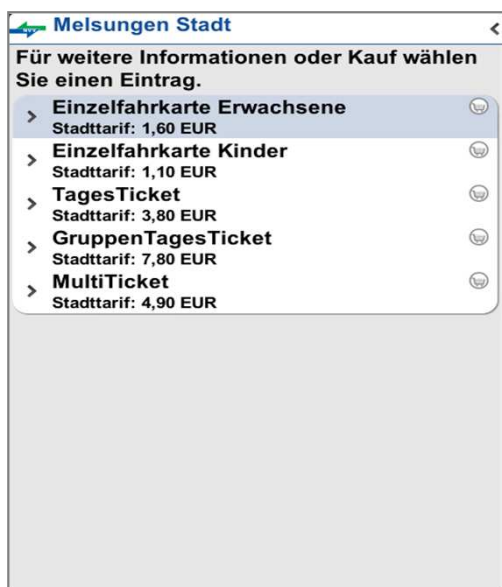 Melsungen Stadt
Für weitere Informationen oder Kauf wählen
Sie einen Eintrag.
Einzelfahrkarte Erwachsene
Stadttarif: 1,60 EUR
Einzelfahrkarte Kinder
Stadttarif: 1,10 EUR
TagesTicket
Stadttarif: 3,80 EUR
GruppenTagesTicket
Stadttarif: 7,80 EUR
MultiTicket
Stadttarif: 4,90 EUR